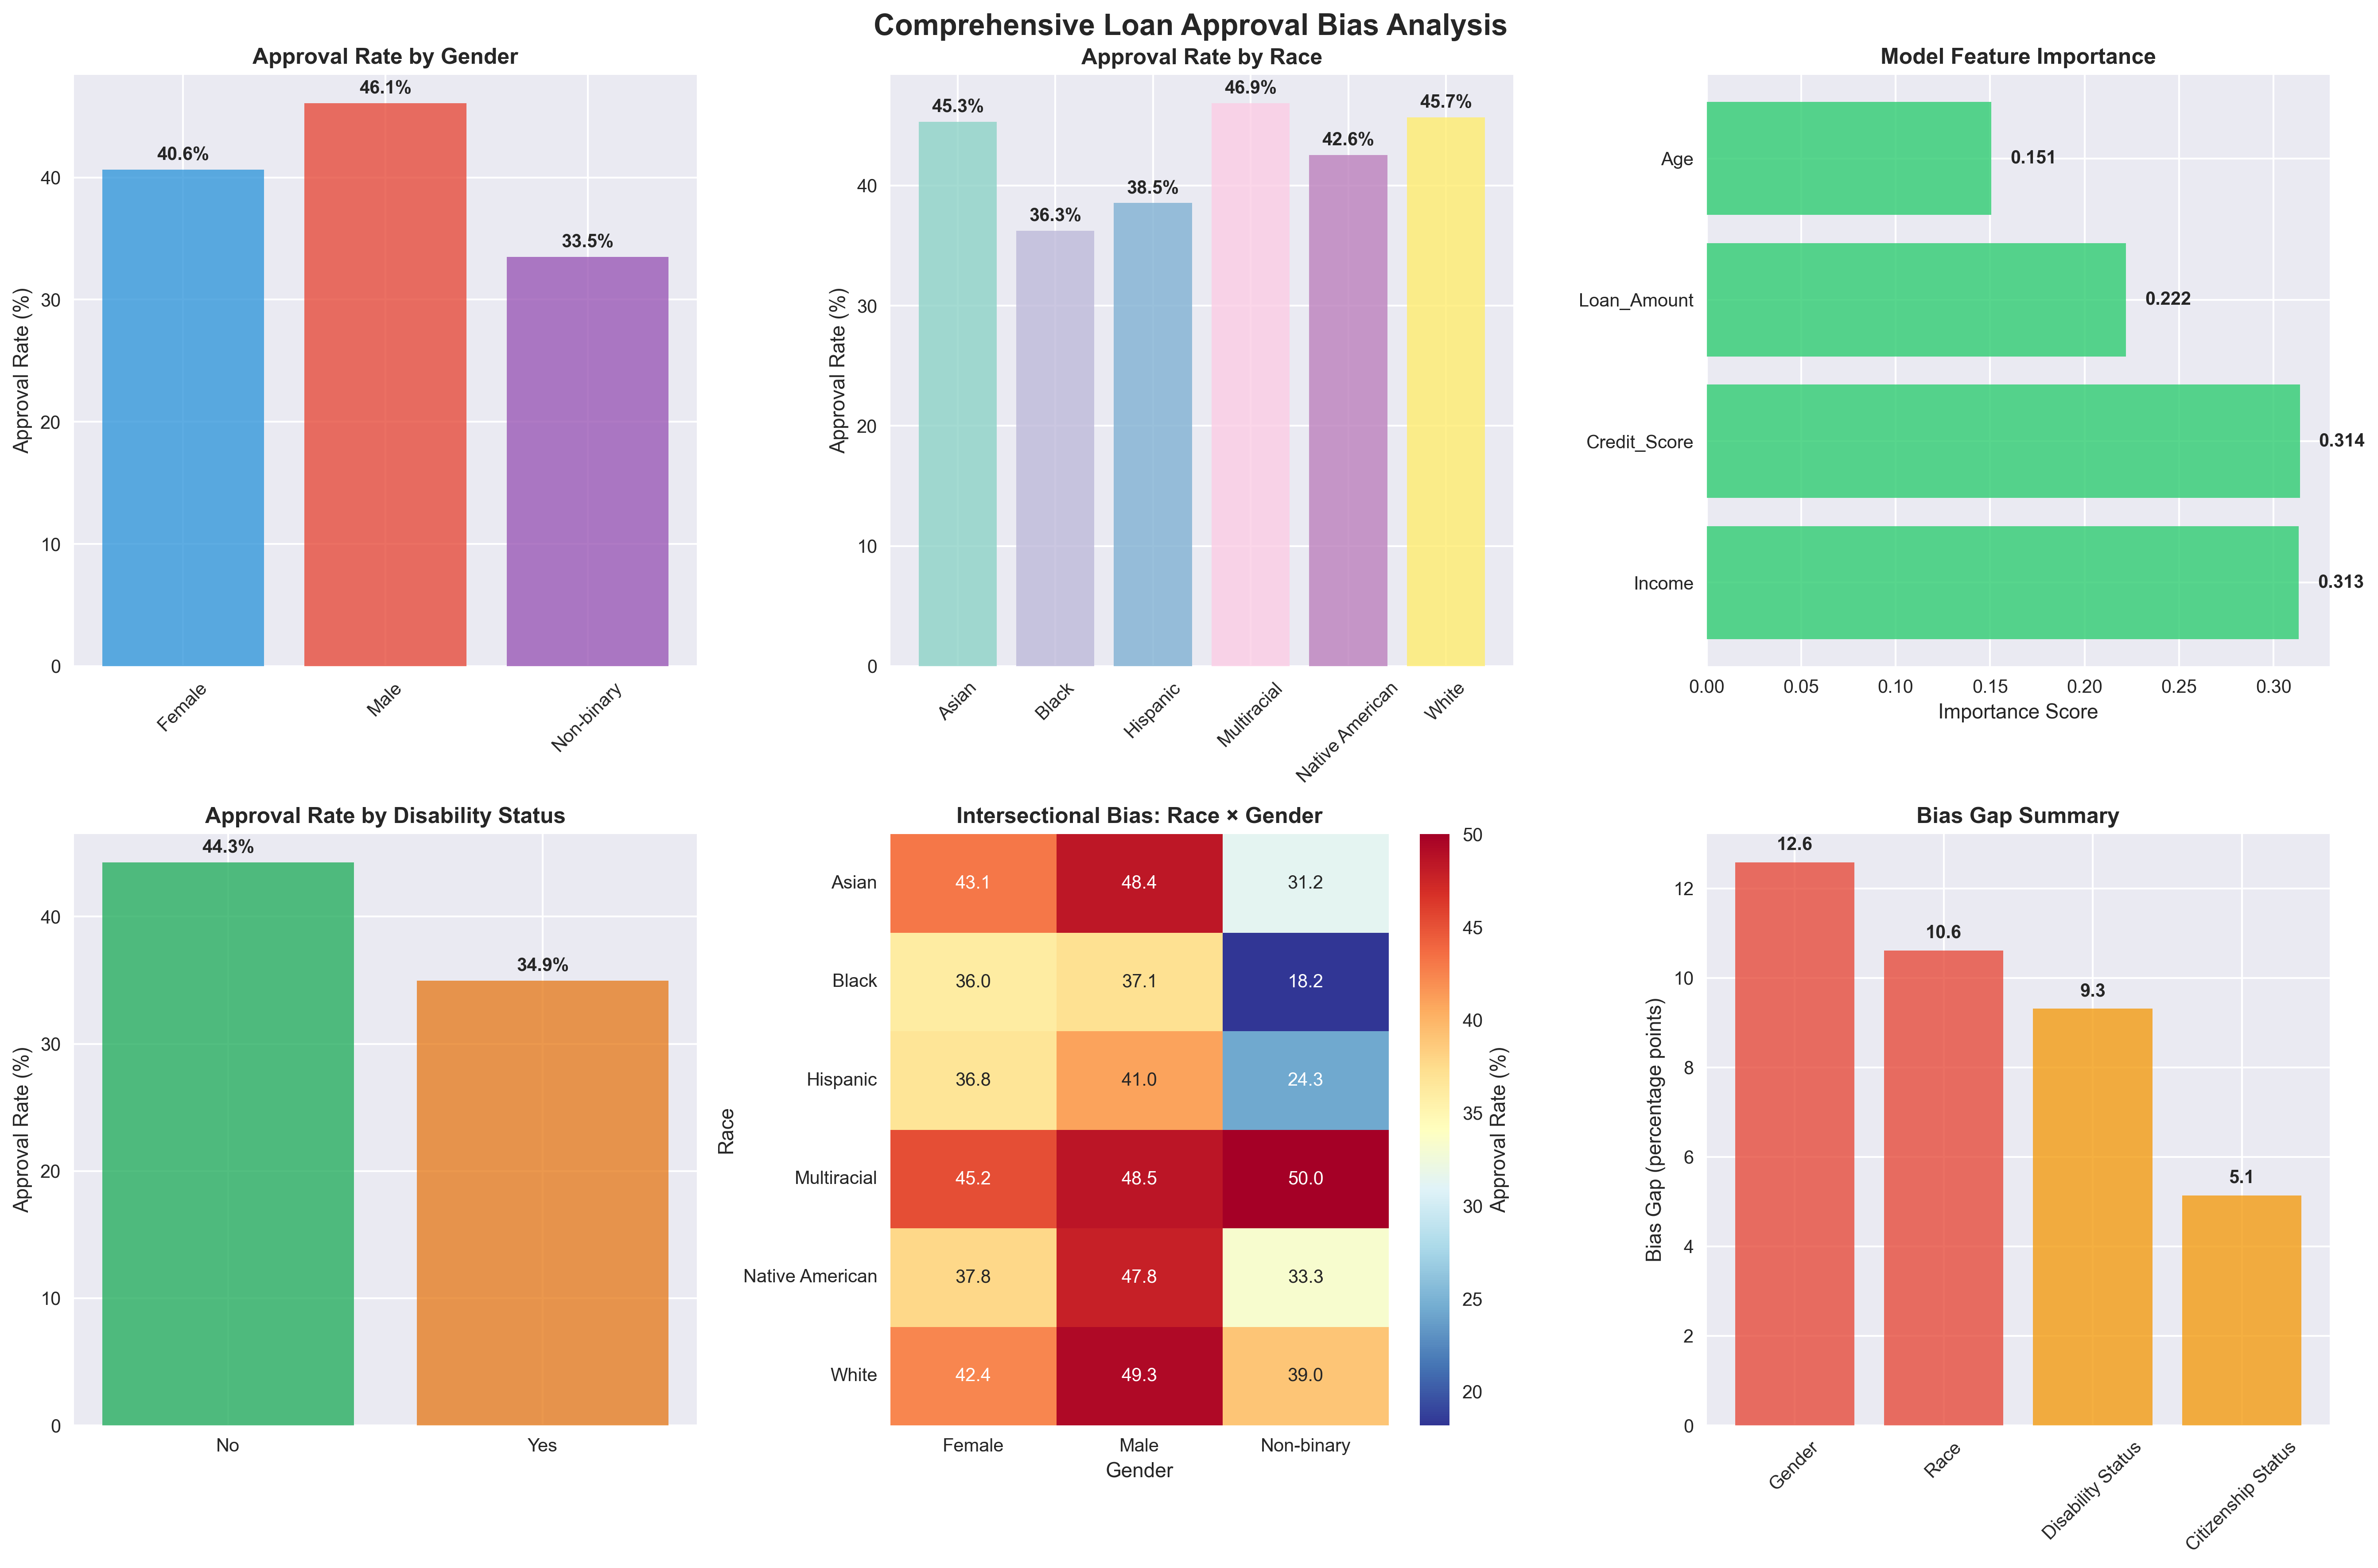 Comprehensive Loan Approval Bias Analysis
Approval Rate by Gender
Approval Rate (%)
40
30
20
10
0
40.6%
46.1%
33.5%
Female
Male
Non-binary
Approval Rate by Race
Approval Rate (%)
40
30
20
10
0
45.3%
36.3%
38.5%
46.9%
42.6%
45.7%
Asian
Black
Hispanic
Multiracial
Native American
White
Model Feature Importance
Age
0.151
Loan_Amount
0.222
Credit_Score
0.314
Income
0.313
0.00 0.05 0.10 0.15 0.20 0.25 0.30
Importance Score
Approval Rate by Disability Status
Approval Rate (%)
40
30
20
10
0
44.3%
34.9%
No
Yes
Intersectional Bias: Race × Gender
Race
Asian 43.1 48.4 31.2
Black 36.0 37.1 18.2
Hispanic 36.8 41.0 24.3
Multiracial 45.2 48.5 50.0
Native American 37.8 47.8 33.3
White 42.4 49.3 39.0
Female Male Non-binary
Gender
50
45
40
35
30
25
20
Approval Rate (%)
Bias Gap Summary
Bias Gap (percentage points)
12
10
8
6
4
2
0
12.6
10.6
9.3
5.1
Gender
Race
Disability Status
Citizenship Status